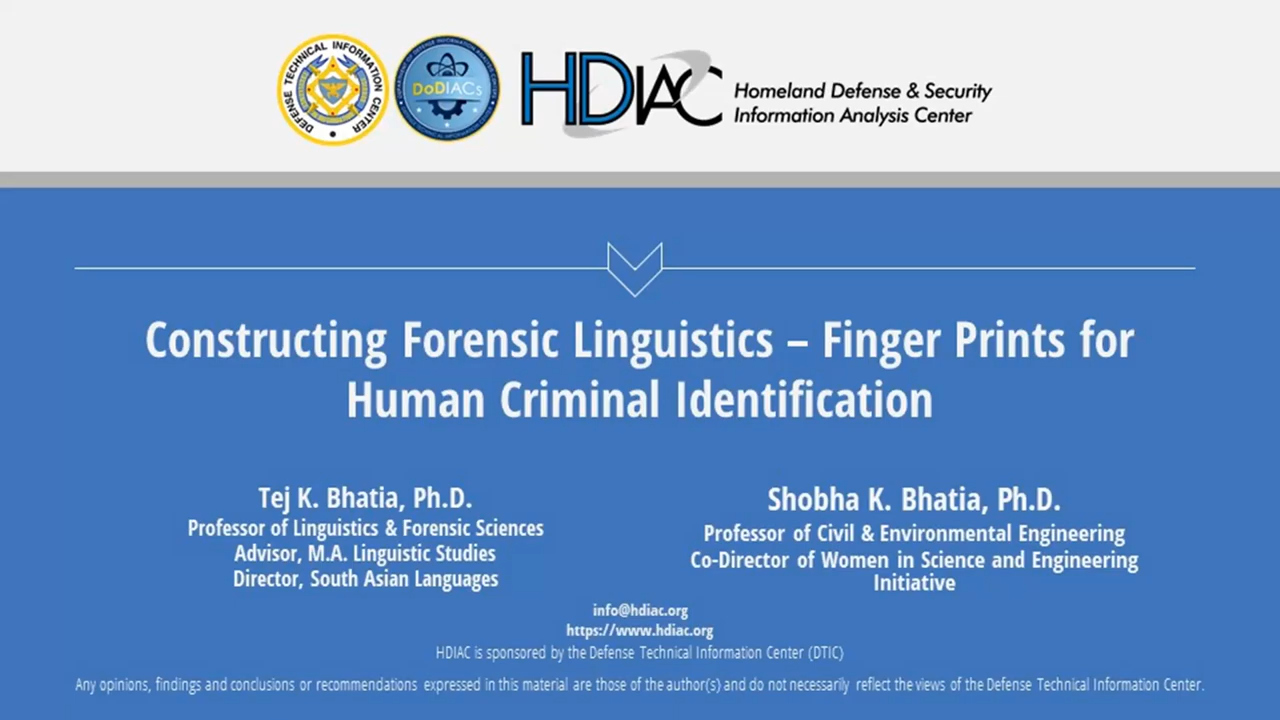 DEFENSE TECHNICAL INFORMATION CENTER
DoDIACs
HDIAC
Homeland Defense & Security
Information Analysis Center
Constructing Forensic Linguistics – Finger Prints for
Human Criminal Identification
Tej K. Bhatia, Ph.D.
Professor of Linguistics & Forensic Sciences
Advisor, M.A. Linguistic Studies
Director, South Asian Languages
Shobha K. Bhatia, Ph.D.
Professor of Civil & Environmental Engineering
Co-Director of Women in Science and Engineering
Initiative
info@hdiac.org
https://www.hdiac.org
HDIAC is sponsored by the Defense Technical Information Center (DTIC)
Any opinions, findings and conclusions or recommendations expressed in this material are those of the author(s) and do not necessarily reflect the views of the Defense Technical Information Center.